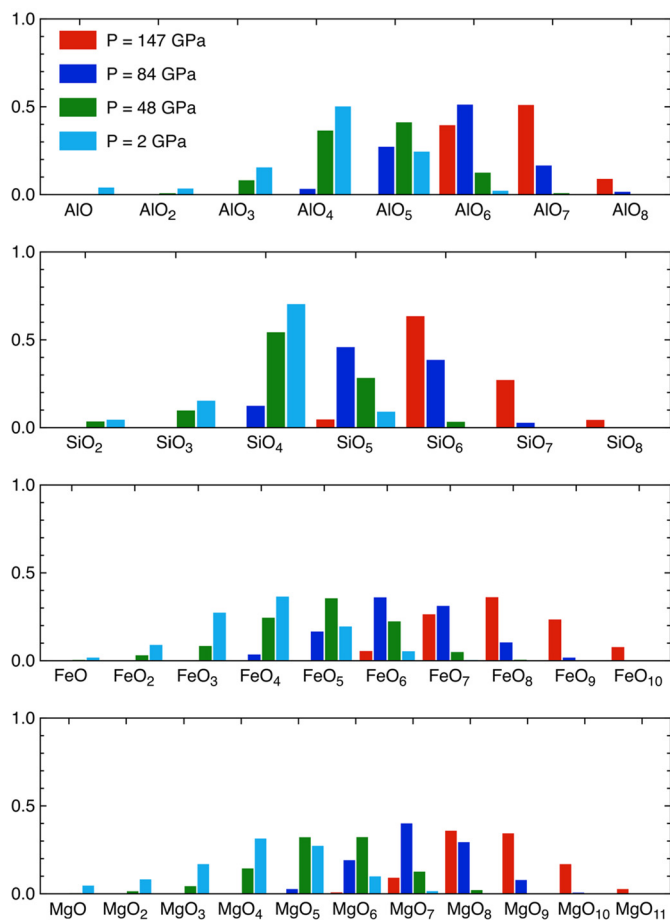 1.0
P = 147 GPa
P = 84 GPa
0.5
P = 48 GPa
P = 2 GPa
0.0
AlO AlO₂ AlO₃ AlO₄ AlO₅ AlO₆ AlO₇ AlO₈
1.0
0.5
0.0
SiO₂ SiO₃ SiO₄ SiO₅ SiO₆ SiO₇ SiO₈
1.0
0.5
0.0
FeO FeO₂ FeO₃ FeO₄ FeO₅ FeO₆ FeO₇ FeO₈ FeO₉ FeO₁₀
1.0
0.5
0.0
MgO MgO₂ MgO₃ MgO₄ MgO₅ MgO₆ MgO₇ MgO₈ MgO₉ MgO₁₀ MgO₁₁